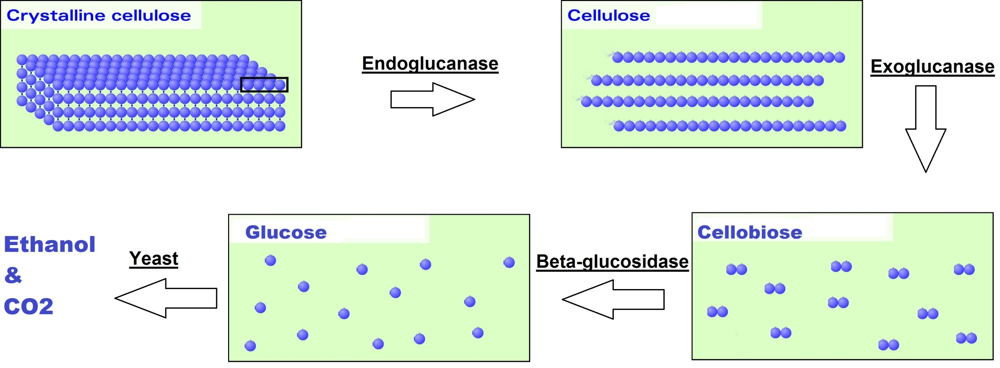 Crystalline cellulose
Endoglucanase
Cellulose
Exoglucanase
Cellobiose
Beta-glucosidase
Glucose
Yeast
Ethanol
&
CO2